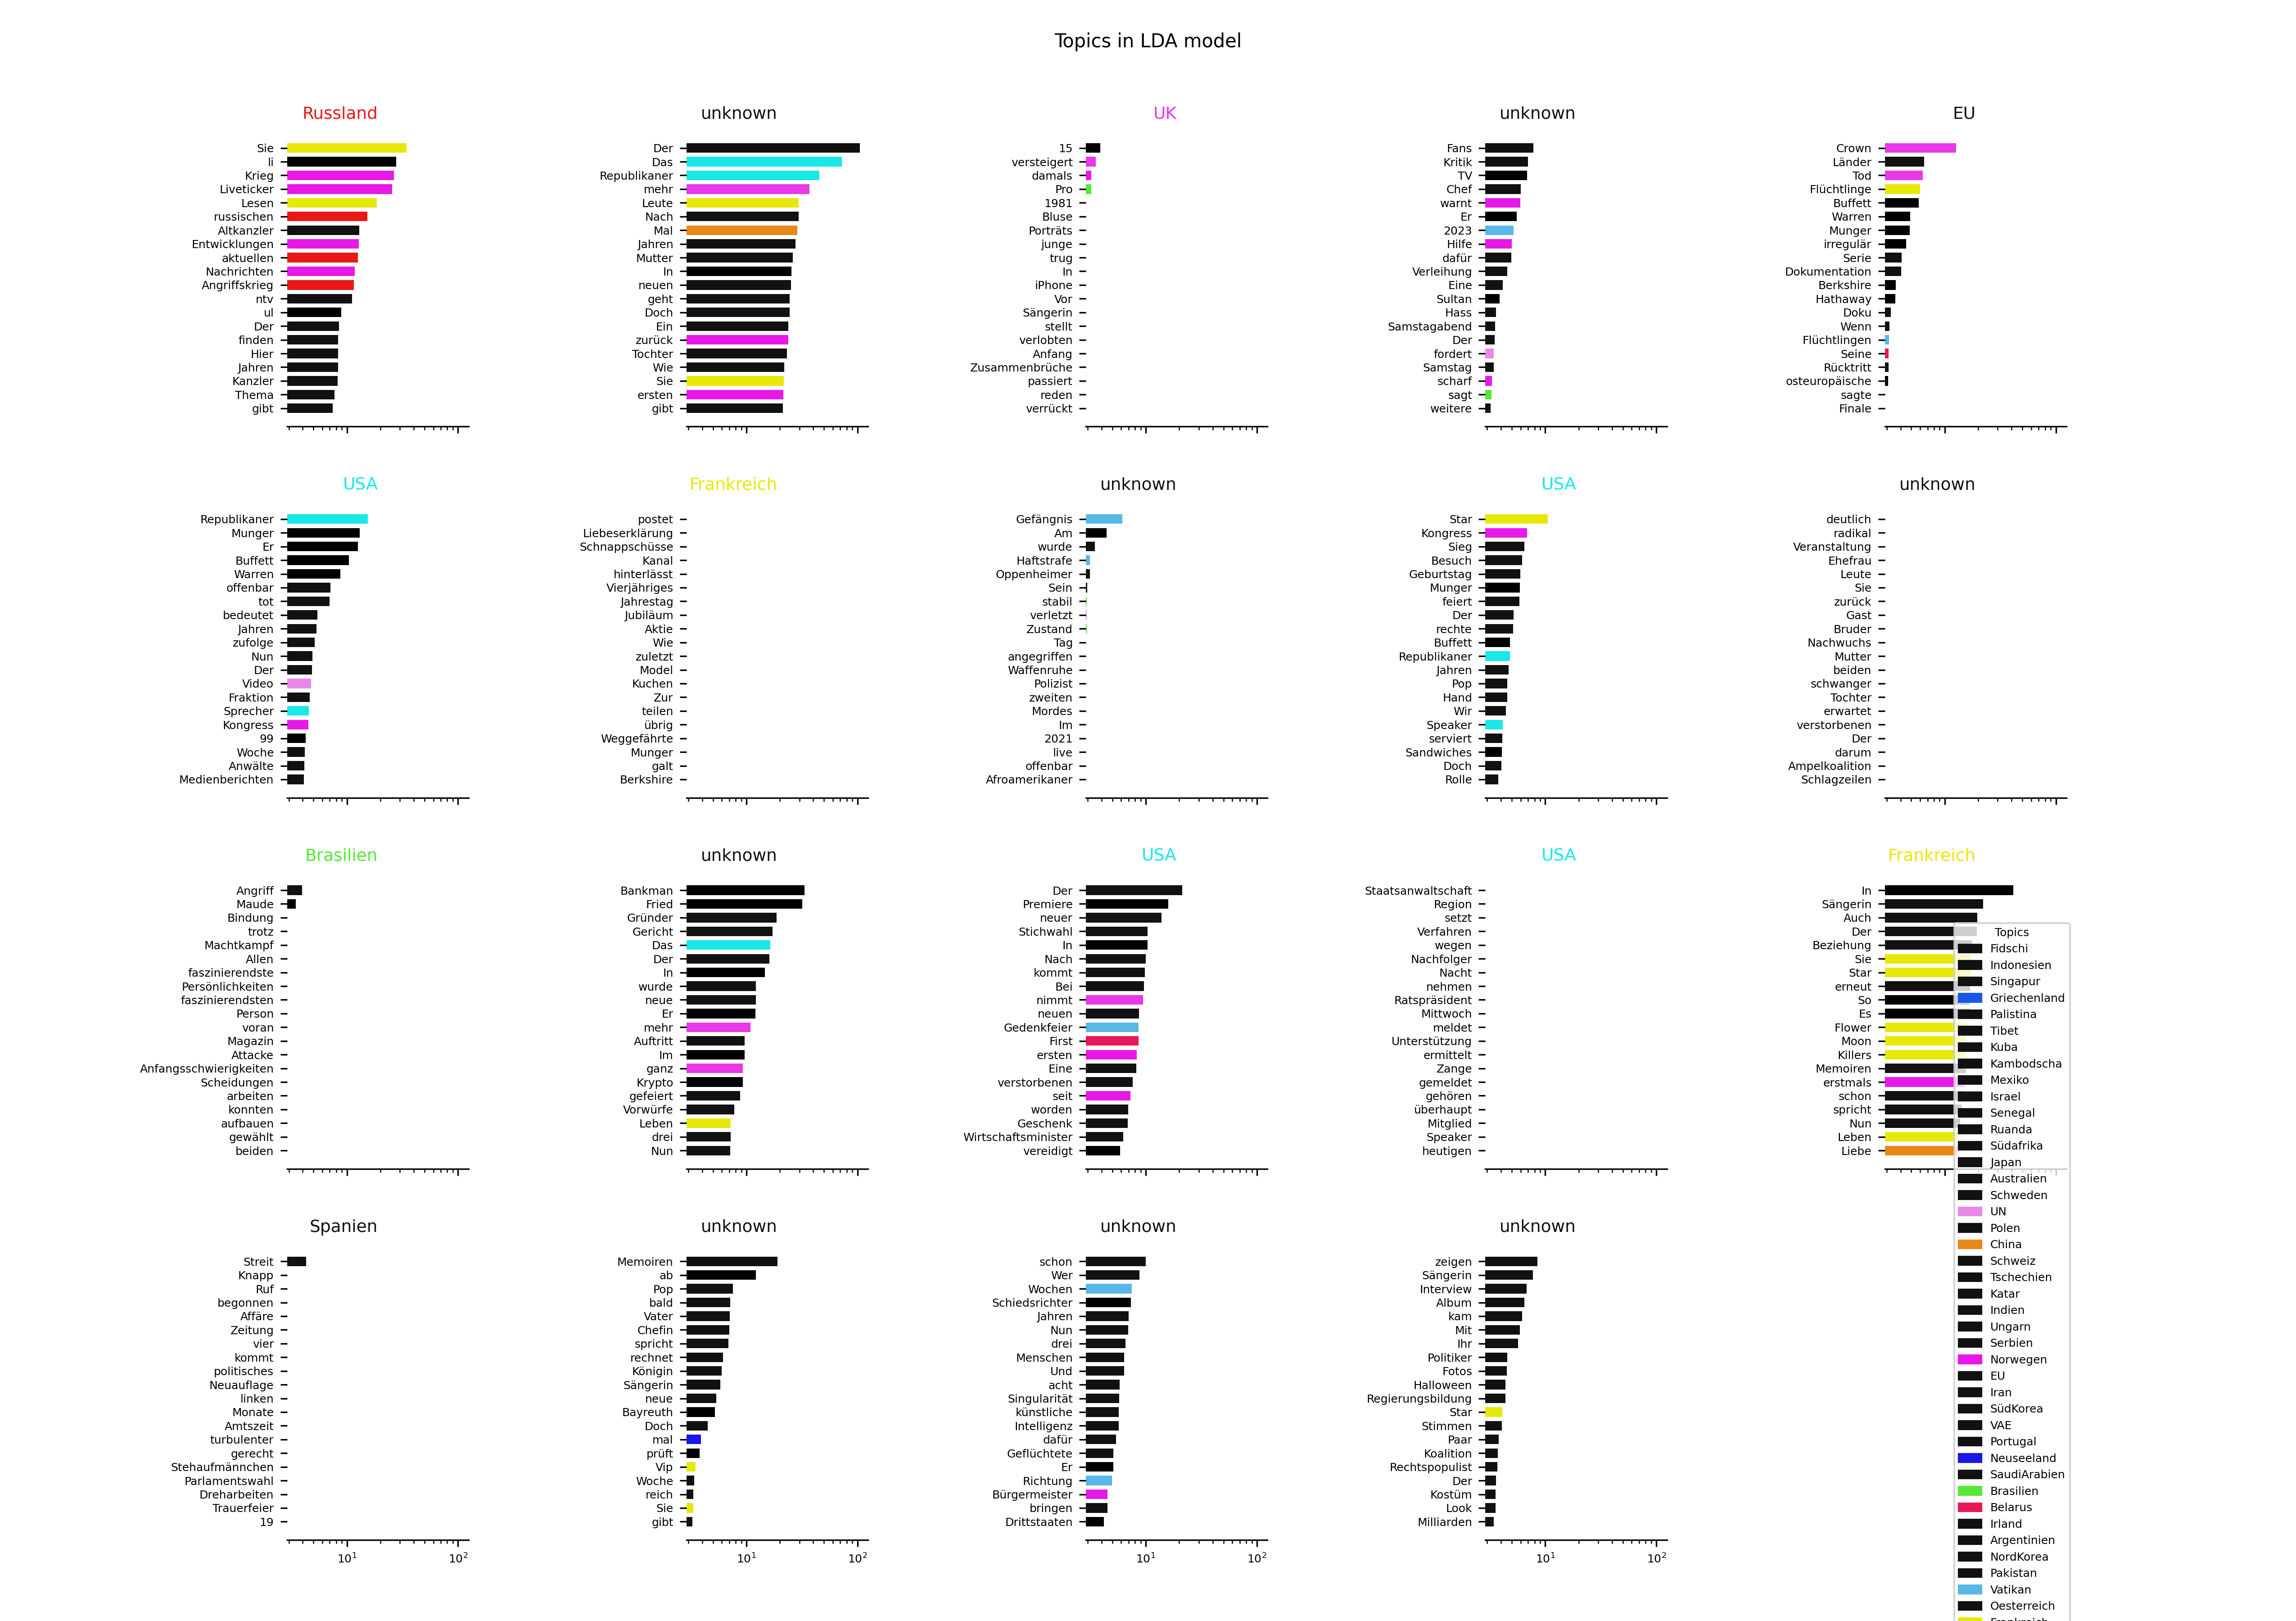 Topics in LDA model
Russland
Sie
li
Krieg
Liveticker
Lesen
russischen
Altkanzler
Entwicklungen
aktuellen
Nachrichten
Angriffskrieg
ntv
ul
Der
finden
Hier
Jahren
Kanzler
Thema
gibt
unknown
Der
Das
Republikaner
mehr
Leute
Nach
Mal
Jahren
Mutter
In
neuen
geht
Doch
Ein
zurück
Tochter
Wie
Sie
ersten
gibt
UK
15
versteigert
damals
Pro
1981
Bluse
Porträts
junge
trug
In
iPhone
Vor
Sängerin
stellt
verlobten
Anfang
Zusammenbrüche
passiert
reden
verrückt
unknown
Fans
Kritik
TV
Chef
warnt
Er
2023
Hilfe
dafür
Verleihung
Eine
Sultan
Hass
Samstagabend
Der
fordert
Samstag
scharf
sagt
weitere
EU
Crown
Länder
Tod
Flüchtlinge
Buffett
Warren
Munger
irregulär
Serie
Dokumentation
Berkshire
Hathaway
Doku
Wenn
Flüchtlingen
Seine
Rücktritt
osteuropäische
sagte
Finale
USA
Republikaner
Munger
Er
Buffett
Warren
offenbar
tot
bedeutet
Jahren
zufolge
Nun
Der
Video
Fraktion
Sprecher
Kongress
99
Woche
Anwälte
Medienberichten
Frankreich
postet
Liebeserklärung
Schnappschüsse
Kanal
hinterlässt
Vierjähriges
Jahrestag
Jubiläum
Aktie
Wie
zuletzt
Model
Kuchen
Zur
teilen
übrig
Weggefährte
Munger
galt
Berkshire
unknown
Gefängnis
Am
wurde
Haftstrafe
Oppenheimer
Sein
stabil
verletzt
Zustand
Tag
angegriffen
Waffenruhe
Polizist
zweiten
Mordes
Im
2021
live
offenbar
Afroamerikaner
USA
Star
Kongress
Sieg
Besuch
Geburtstag
Munger
feiert
Der
rechte
Buffett
Republikaner
Jahren
Pop
Hand
Wir
Speaker
serviert
Sandwiches
Doch
Rolle
unknown
deutlich
radikal
Veranstaltung
Ehefrau
Leute
Sie
zurück
Gast
Bruder
Nachwuchs
Mutter
beiden
schwanger
Tochter
erwartet
verstorbenen
Der
darum
Ampelkoalition
Schlagzeilen
Brasilien
Angriff
Maude
Bindung
trotz
Machtkampf
Allen
faszinierendste
Persönlichkeiten
faszinierendsten
Person
voran
Magazin
Attacke
Anfangsschwierigkeiten
Scheidungen
arbeiten
konnten
aufbauen
gewählt
beiden
unknown
Bankman
Fried
Gründer
Gericht
Das
Der
In
wurde
neue
Er
mehr
Auftritt
Im
ganz
Krypto
gefeiert
Vorwürfe
Leben
drei
Nun
USA
Der
Premiere
neuer
Stichwahl
In
Nach
kommt
Bei
nimmt
neuen
Gedenkfeier
First
ersten
Eine
verstorbenen
seit
worden
Geschenk
Wirtschaftsminister
vereidigt
USA
Staatsanwaltschaft
Region
setzt
Verfahren
wegen
Nachfolger
Nacht
nehmen
Ratspräsident
Mittwoch
meldet
Unterstützung
ermittelt
Zange
gemeldet
gehören
überhaupt
Mitglied
Speaker
heutigen
Frankreich
In
Sängerin
Auch
Der
Beziehung
Sie
Star
erneut
So
Es
Flower
Moon
Killers
Memoiren
erstmals
schon
spricht
Nun
Leben
Liebe
Spanien
Streit
Knapp
Ruf
begonnen
Affäre
Zeitung
vier
kommt
politisches
Neuauflage
linken
Monate
Amtszeit
turbulenter
gerecht
Stehaufmännchen
Parlamentswahl
Dreharbeiten
Trauerfeier
19
10¹ 10²
unknown
Memoiren
ab
Pop
bald
Vater
Chefin
spricht
rechnet
Königin
Sängerin
neue
Bayreuth
Doch
mal
prüft
Vip
Woche
reich
Sie
gibt
10¹ 10²
unknown
schon
Wer
Wochen
Schiedsrichter
Jahren
Nun
drei
Menschen
Und
acht
Singularität
künstliche
Intelligenz
dafür
Geflüchtete
Er
Richtung
Bürgermeister
bringen
Drittstaaten
10¹ 10²
unknown
zeigen
Sängerin
Interview
Album
kam
Mit
Ihr
Politiker
Fotos
Halloween
Regierungsbildung
Star
Stimmen
Paar
Koalition
Rechtspopulist
Der
Kostüm
Look
Milliarden
10¹ 10²
Topics
Fidschi
Indonesien
Singapur
Griechenland
Palistina
Tibet
Kuba
Kambodscha
Mexiko
Israel
Senegal
Ruanda
Südafrika
Japan
Australien
Schweden
UN
Polen
China
Schweiz
Tschechien
Katar
Indien
Ungarn
Serbien
Norwegen
EU
Iran
SüdKorea
VAE
Portugal
Neuseeland
SaudiArabien
Brasilien
Belarus
Irland
Argentinien
NordKorea
Pakistan
Vatikan
Oesterreich